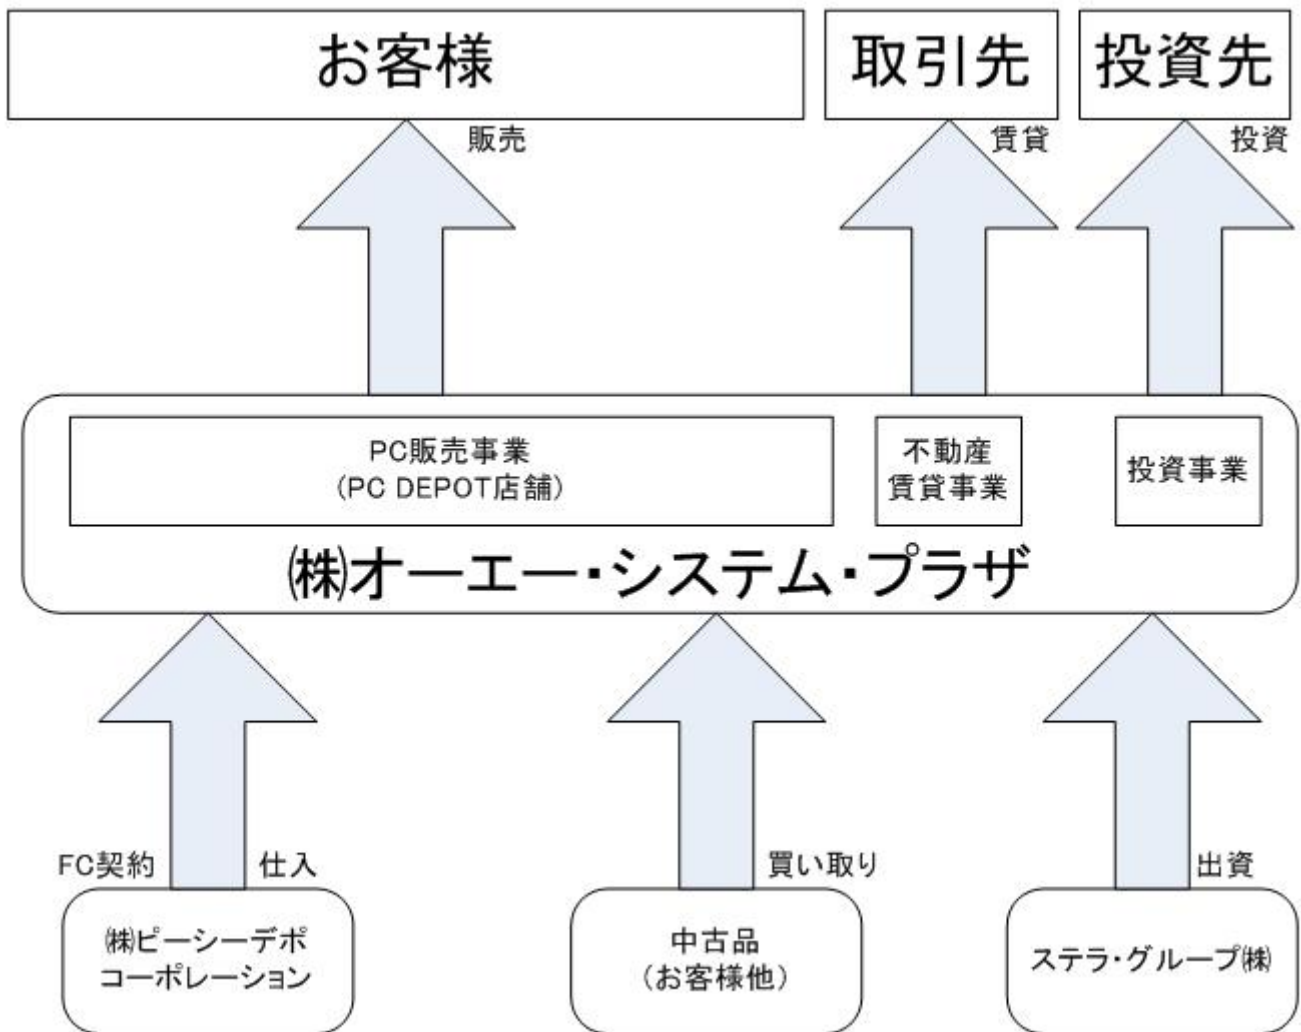 お客様
取引先
投資先
販売
賃貸
投資
PC販売事業
(PC DEPOT店舗)
不動産
賃貸事業
投資事業
㈱オーエー・システム・プラザ
FC契約
仕入
買い取り
出資
㈱ピーシーデポ
コーポレーション
中古品
(お客様他)
ステラ・グループ㈱